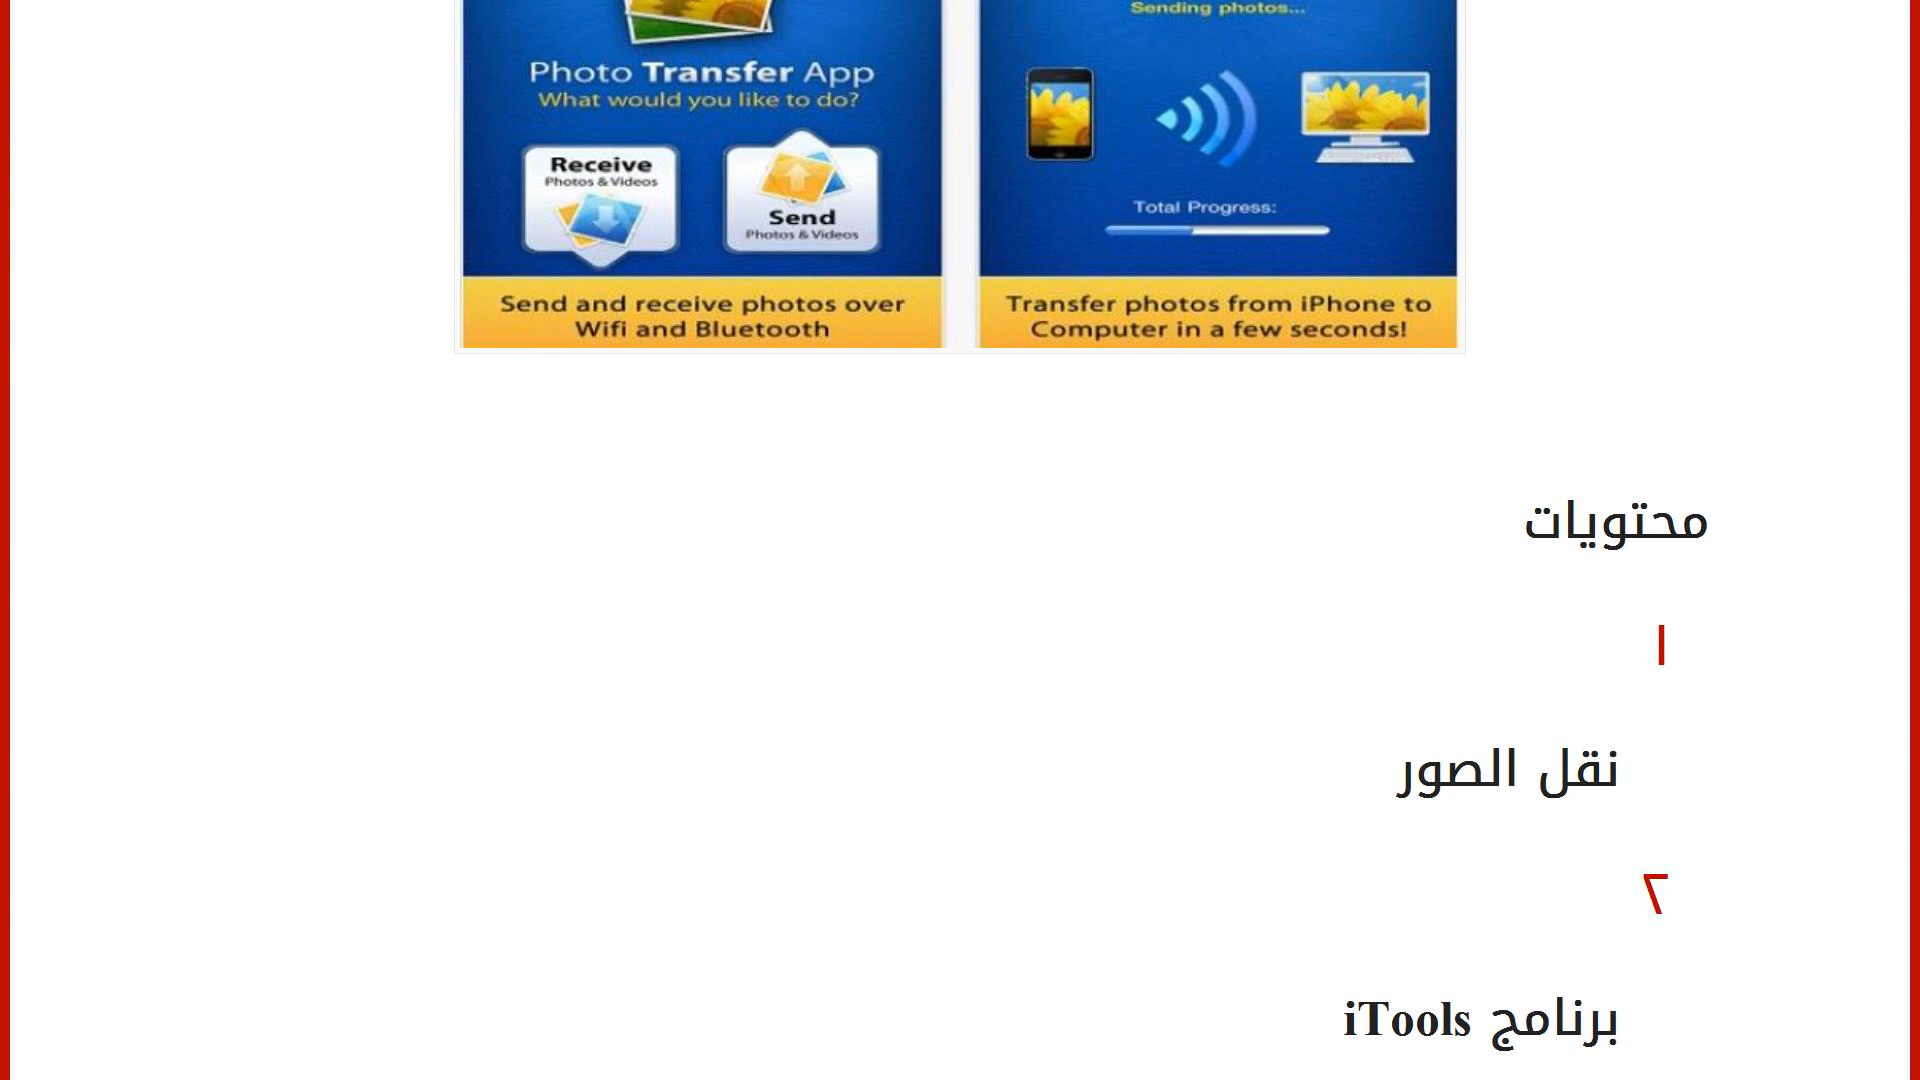 Photo Transfer App
What would you like to do?
Receive
Photos & Videos
Send
Photos & Videos
Send and receive photos over
Wifi and Bluetooth
Sending photos...
Total Progress:
Transfer photos from iPhone to
Computer in a few seconds!
محتويات
١
نقل الصور
٢
برنامج iTools